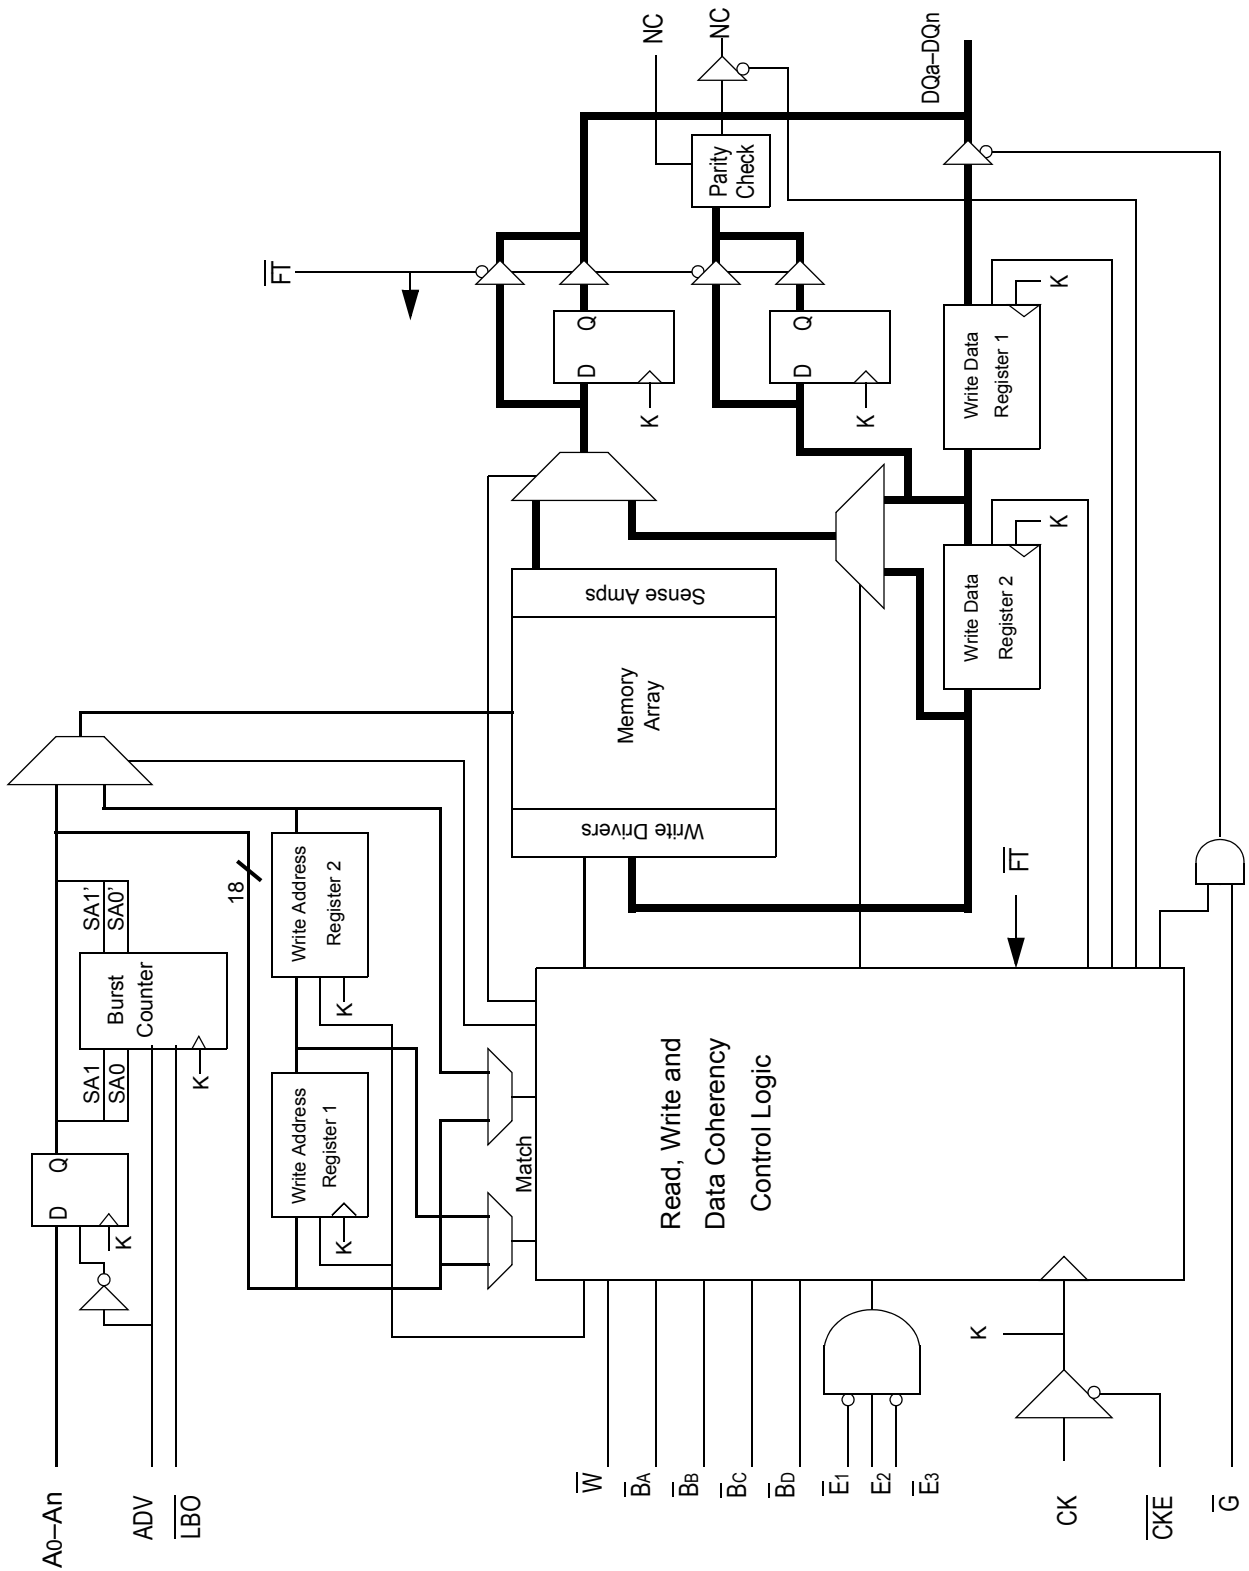 A0–An
ADV
LBO
W
BA
BB
BC
BD
E1
E2
E3
CK
CKE
G
D Q
K
SA1
SA0
Burst
Counter
K
SA1'
SA0'
18
Write Address
Register 1
K
Write Address
Register 2
K
Match
Read, Write and
Data Coherency
Control Logic
K
FT
Write Drivers
Memory
Array
Sense Amps
Write Data
Register 2
K
Write Data
Register 1
K
D Q
K
D Q
K
FT
Parity
Check
NC
NC
DQa–DQn